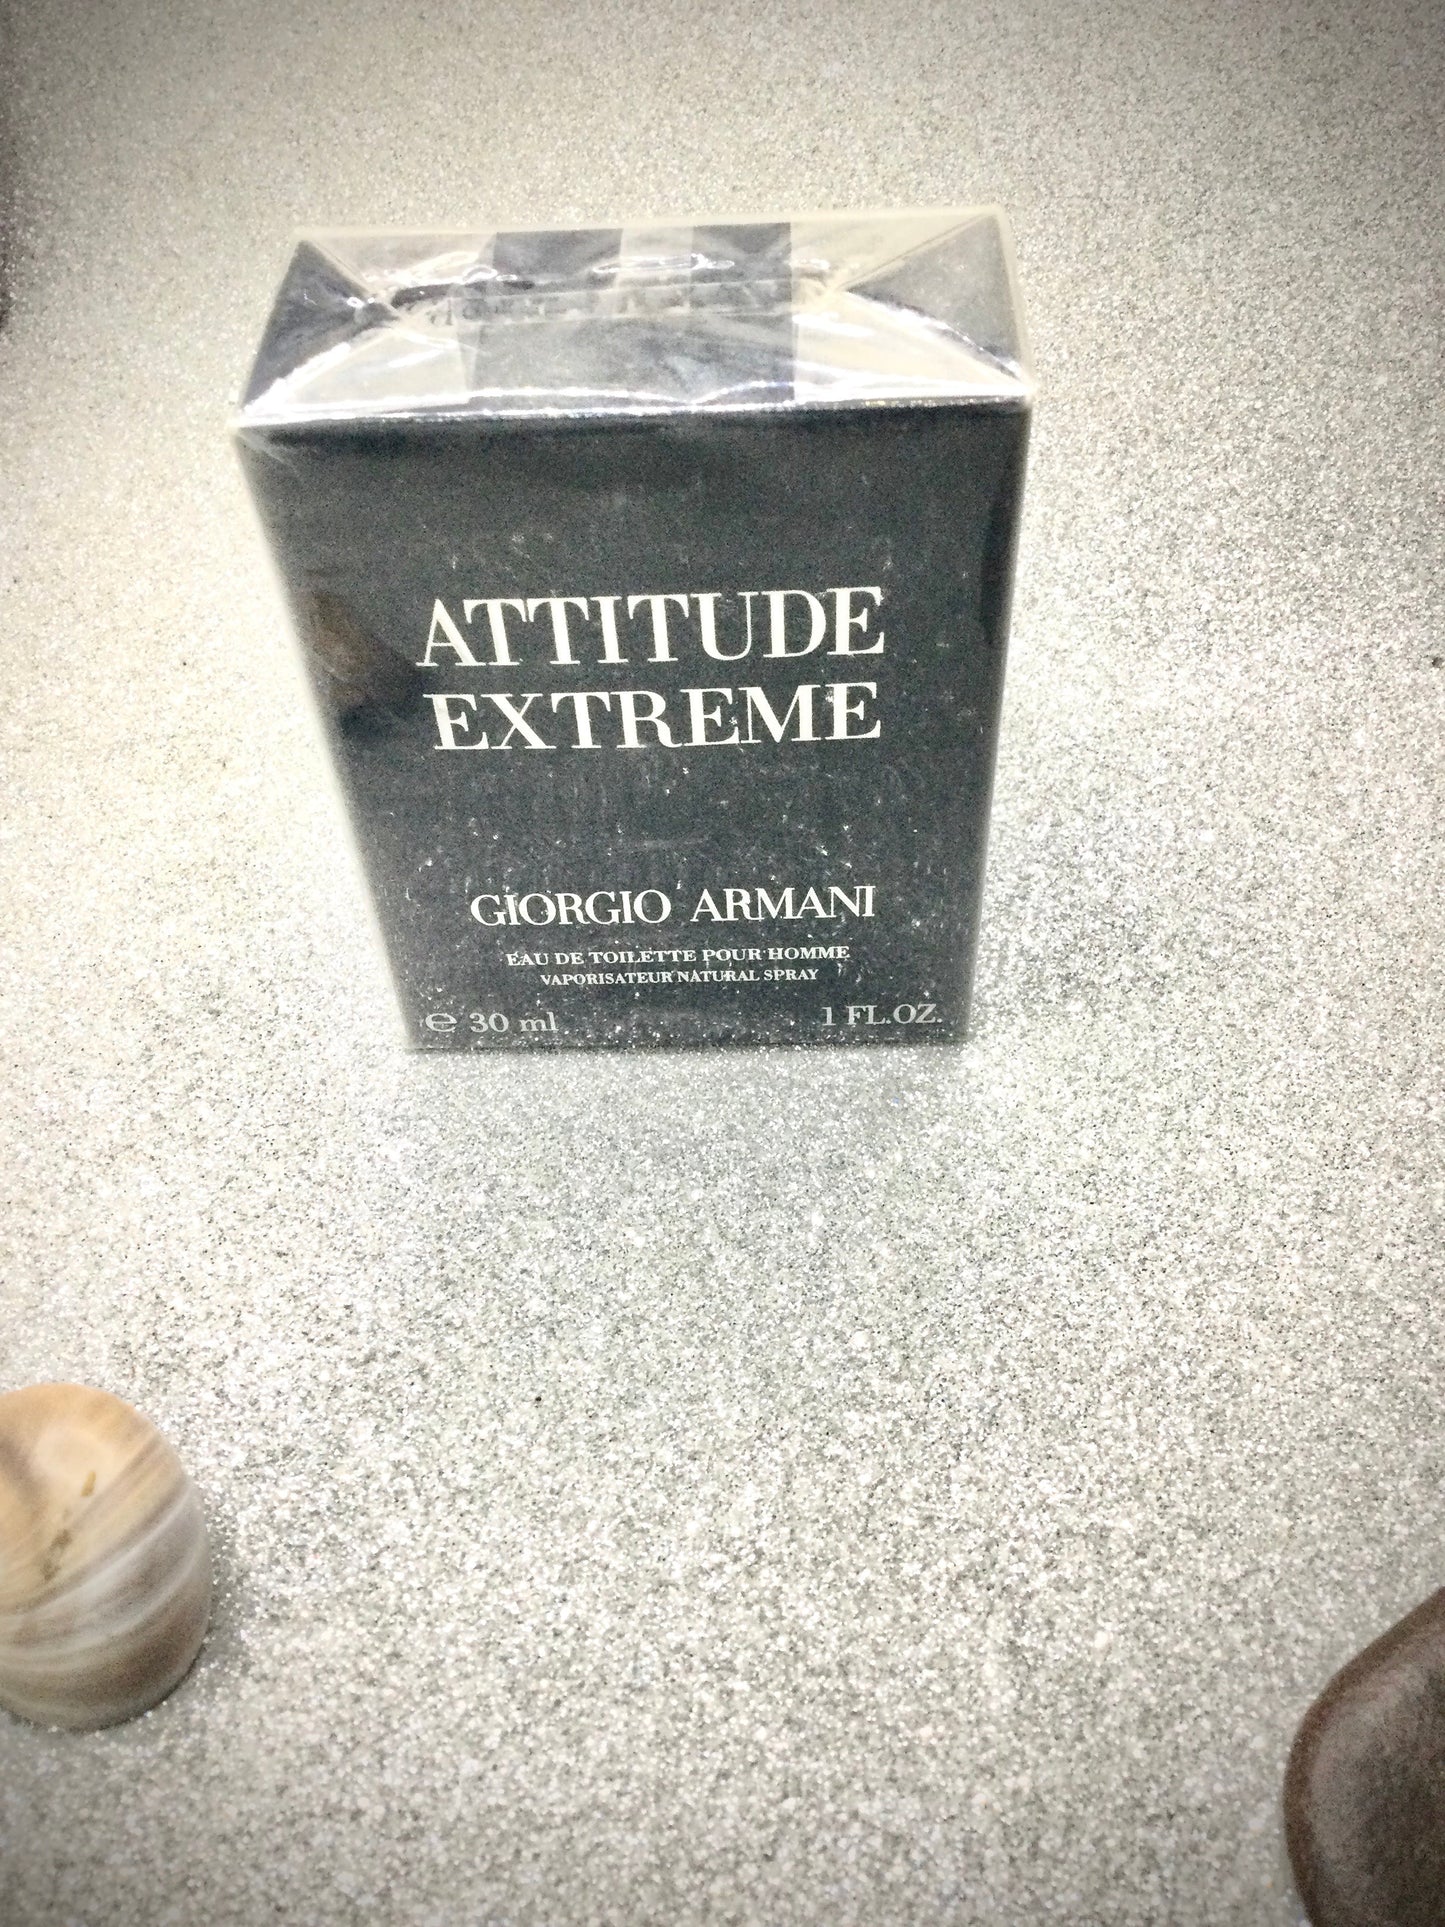 ATTITUDE
EXTREME
GIORGIO ARMANI
EAU DE TOILETTE POUR HOMME
VAPORISATEUR NATURAL SPRAY
℮ 30 ml 1 FL.OZ.